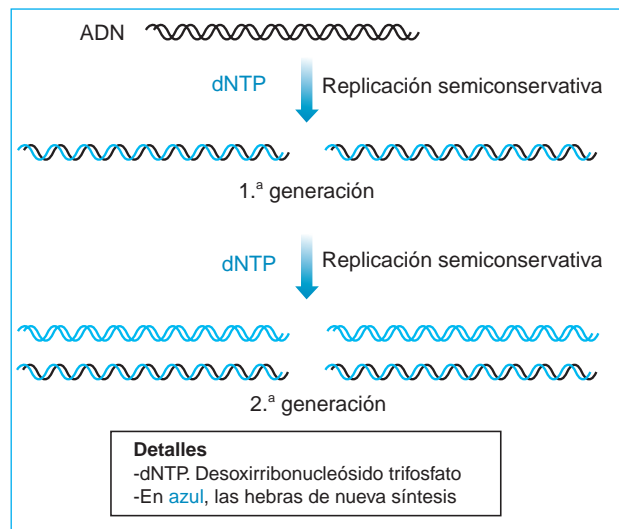 ADN
dNTP Replicación semiconservativa
1.ª generación
dNTP Replicación semiconservativa
2.ª generación
Detalles
-dNTP. Desoxirribonucleósido trifosfato
-En azul, las hebras de nueva síntesis